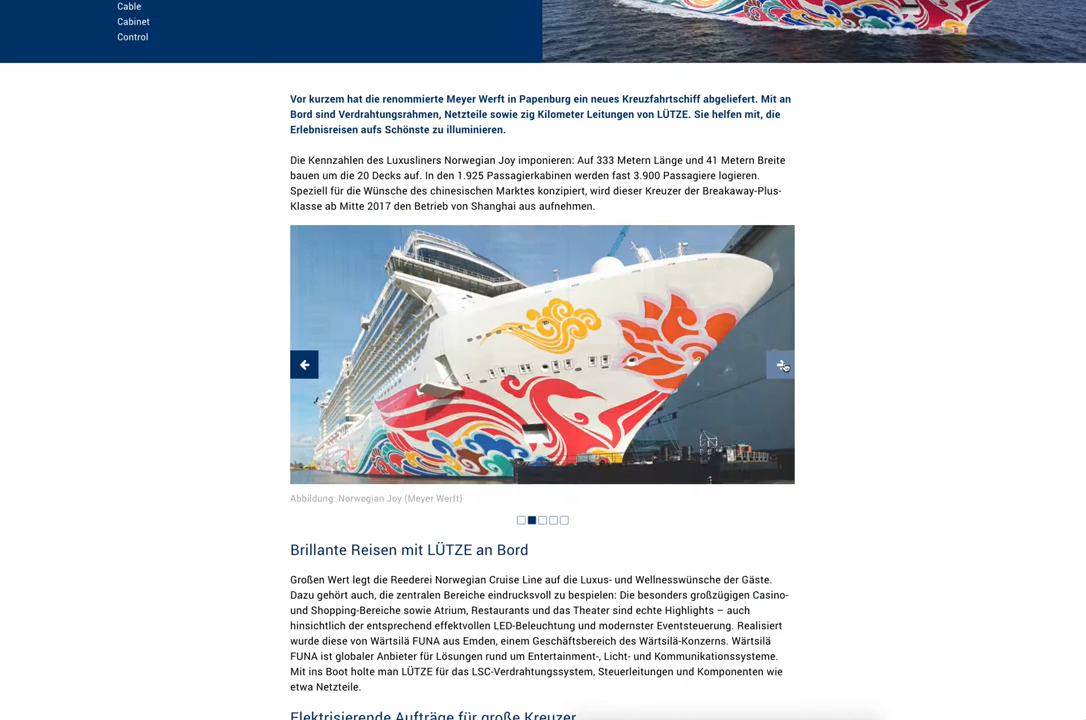 Cable
Cabinet
Control
Vor kurzem hat die renommierte Meyer Werft in Papenburg ein neues Kreuzfahrtschiff abgeliefert. Mit an
Bord sind Verdrahtungsrahmen, Netzteile sowie zig Kilometer Leitungen von LÜTZE. Sie helfen mit, die
Erlebnisreisen aufs Schönste zu illuminieren.
Die Kennzahlen des Luxusliners Norwegian Joy imponieren: Auf 333 Metern Länge und 41 Metern Breite
bauen um die 20 Decks auf. In den 1.925 Passagierkabinen werden fast 3.900 Passagiere logieren.
Speziell für die Wünsche des chinesischen Marktes konzipiert, wird dieser Kreuzer der Breakaway-Plus-
Klasse ab Mitte 2017 den Betrieb von Shanghai aus aufnehmen.
Abbildung: Norwegian Joy (Meyer Werft)
Brillante Reisen mit LÜTZE an Bord
Großen Wert legt die Reederei Norwegian Cruise Line auf die Luxus- und Wellnesswünsche der Gäste.
Dazu gehört auch, die zentralen Bereiche eindrucksvoll zu bespielen: Die besonders großzügigen Casino-
und Shopping-Bereiche sowie Atrium, Restaurants und das Theater sind echte Highlights – auch
hinsichtlich der entsprechend effektvollen LED-Beleuchtung und modernster Eventsteuerung. Realisiert
wurde diese von Wärtsilä FUNA aus Emden, einem Geschäftsbereich des Wärtsilä-Konzerns. Wärtsilä
FUNA ist globaler Anbieter für Lösungen rund um Entertainment-, Licht- und Kommunikationssysteme.
Mit ins Boot holte man LÜTZE für das LSC-Verdrahtungssystem, Steuerleitungen und Komponenten wie
etwa Netzteile.
Elektrisierende Aufträge für große Kreuzer